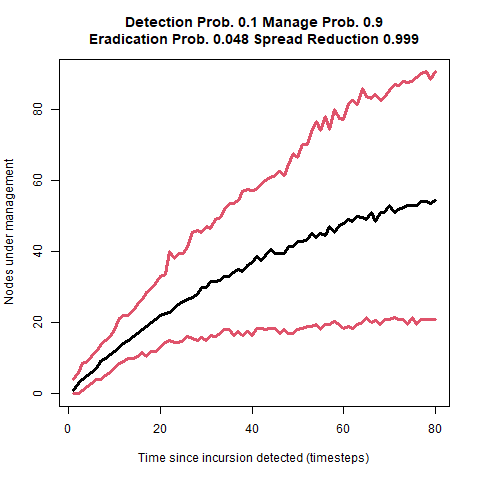 Detection Prob. 0.1 Manage Prob. 0.9
Eradication Prob. 0.048 Spread Reduction 0.999
Nodes under management
80
60
40
20
0
0 20 40 60 80
Time since incursion detected (timesteps)